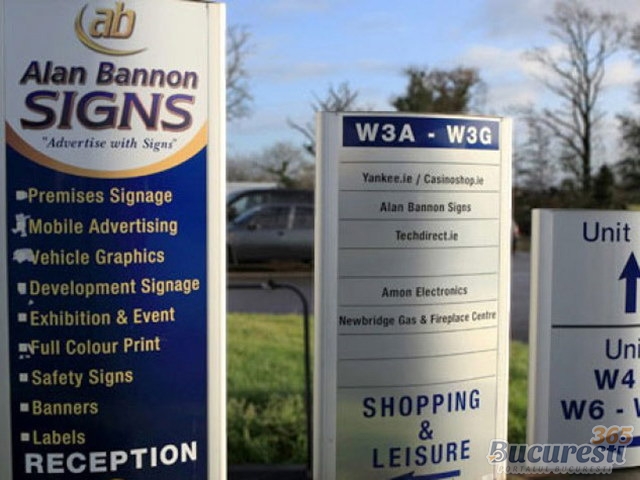 ab
Alan Bannon
SIGNS
"Advertise with Signs"
Premises Signage
Mobile Advertising
Vehicle Graphics
Development Signage
Exhibition & Event
Full Colour Print
Safety Signs
Banners
Labels
RECEPTION
W3A - W3G
Yankee.ie / Casinoshop.ie
Alan Bannon Signs
Techdirect.ie
Amon Electronics
Newbridge Gas & Fireplace Centre
SHOPPING
&
LEISURE
Unit
W4
W6 -
Bucuresti 365
PORTALUL BUCURESTI